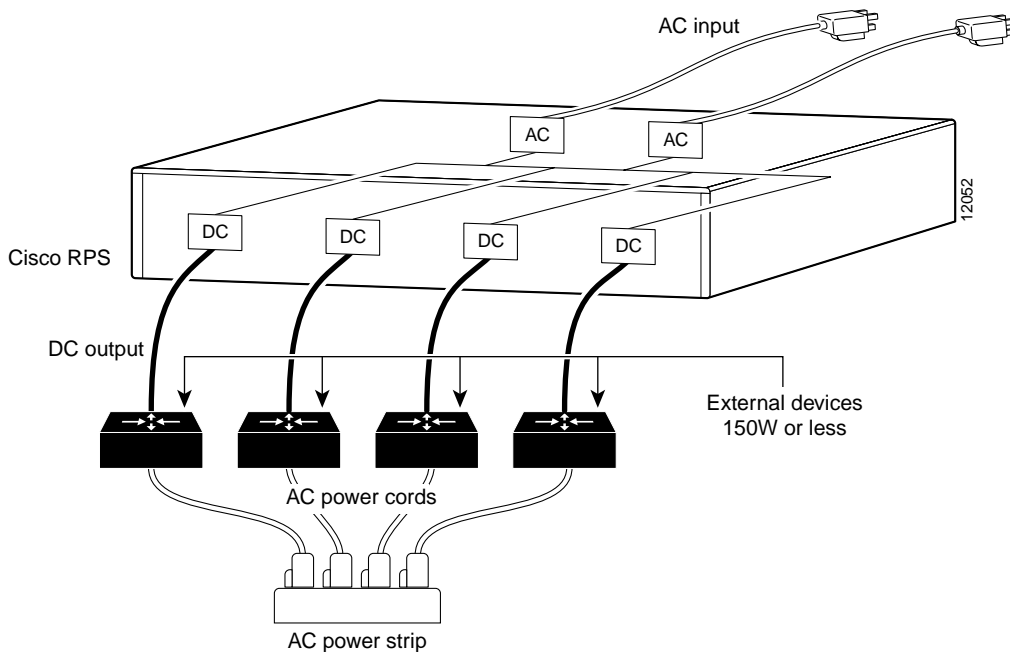 AC input
AC
AC
12052
DC
DC
DC
DC
Cisco RPS
DC output
External devices
150W or less
AC power cords
AC power strip